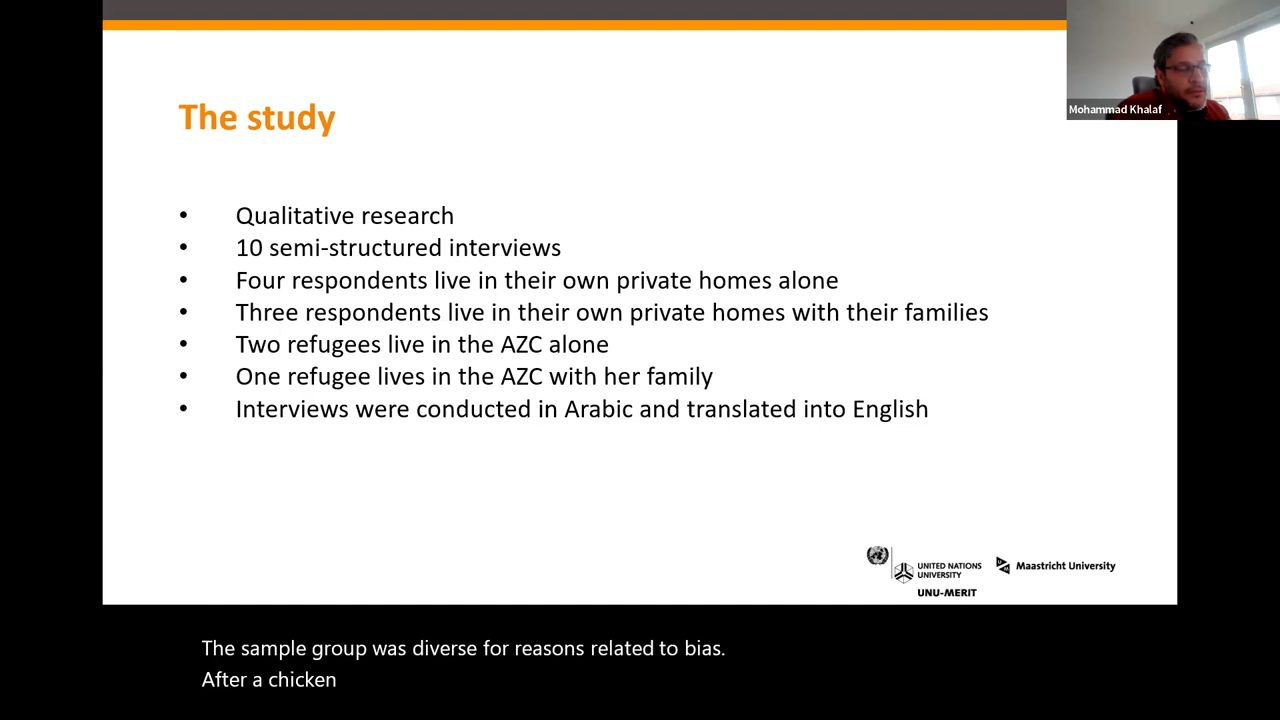 Mohammad Khalaf
The study
• Qualitative research
• 10 semi-structured interviews
• Four respondents live in their own private homes alone
• Three respondents live in their own private homes with their families
• Two refugees live in the AZC alone
• One refugee lives in the AZC with her family
• Interviews were conducted in Arabic and translated into English
UNITED NATIONS
UNIVERSITY
UNU-MERIT
Maastricht University
The sample group was diverse for reasons related to bias.
After a chicken